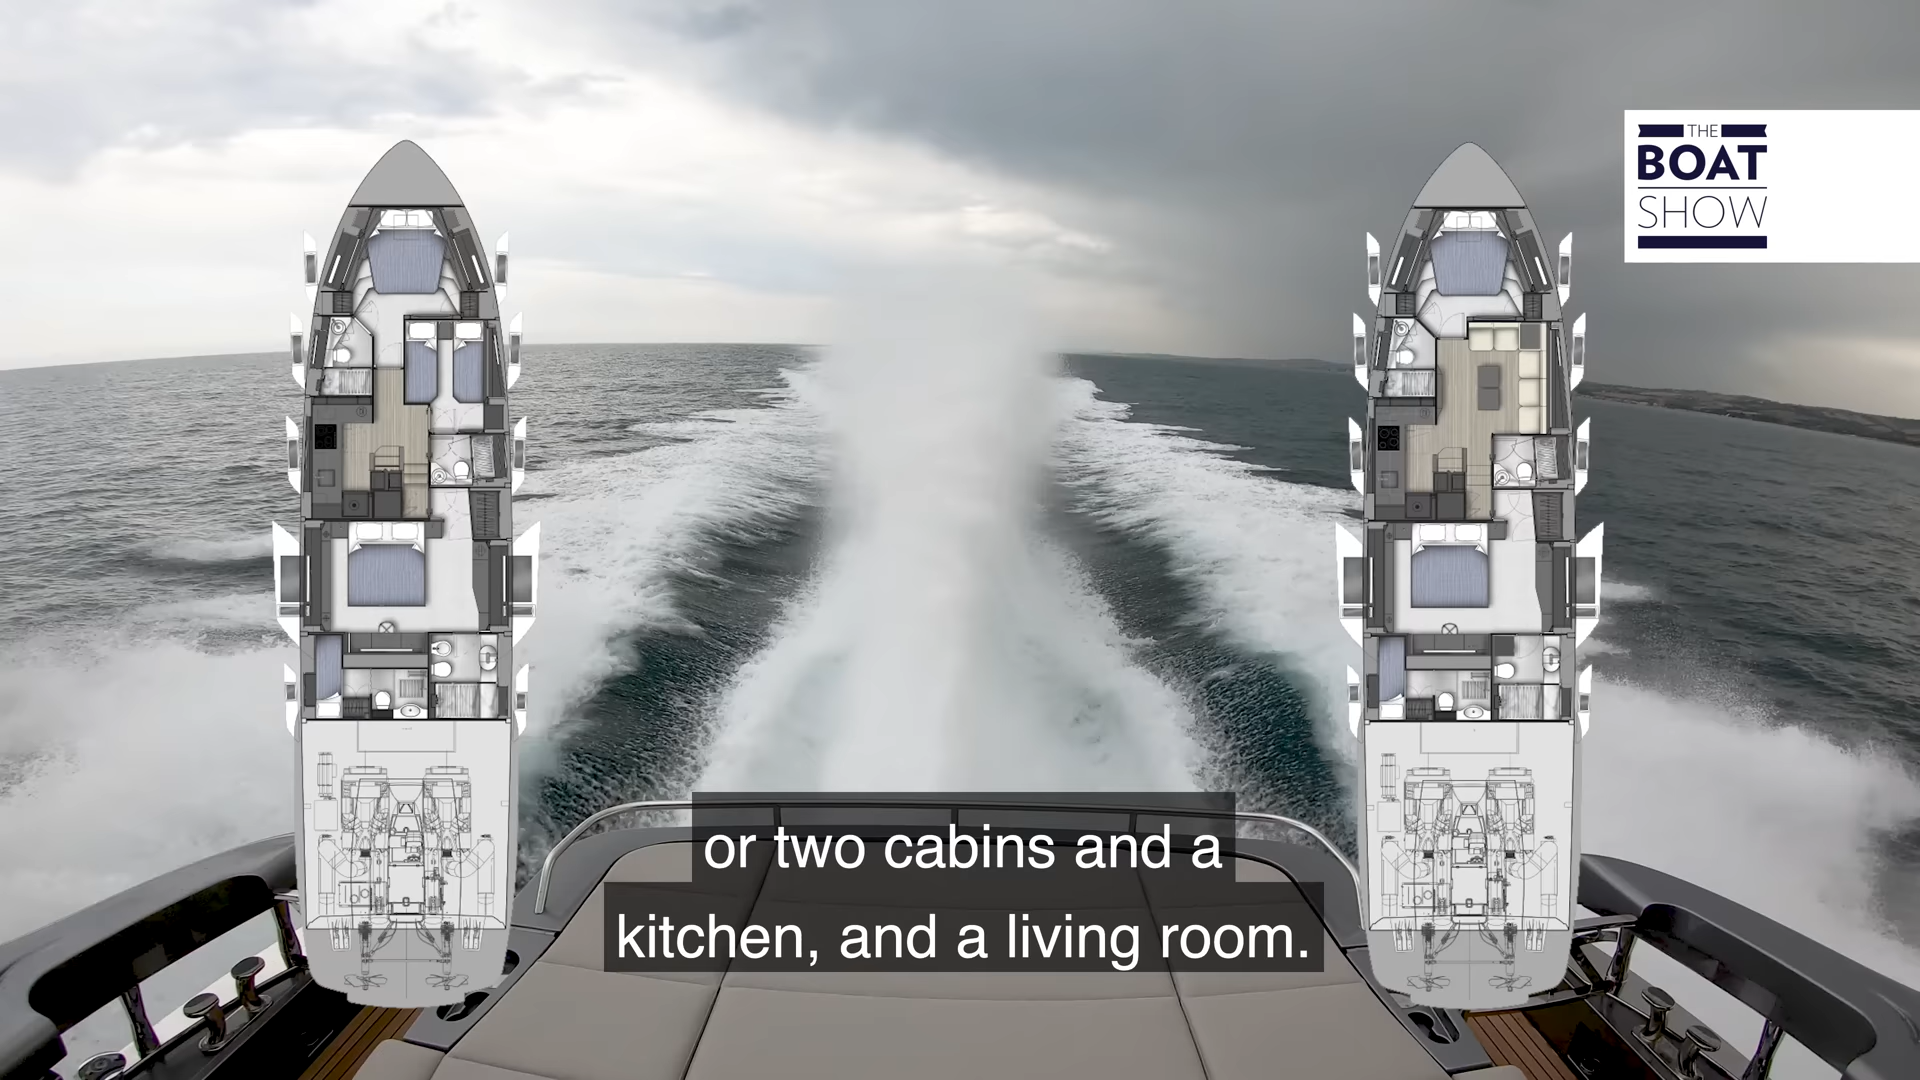 THE
BOAT
SHOW
or two cabins and a
kitchen, and a living room.